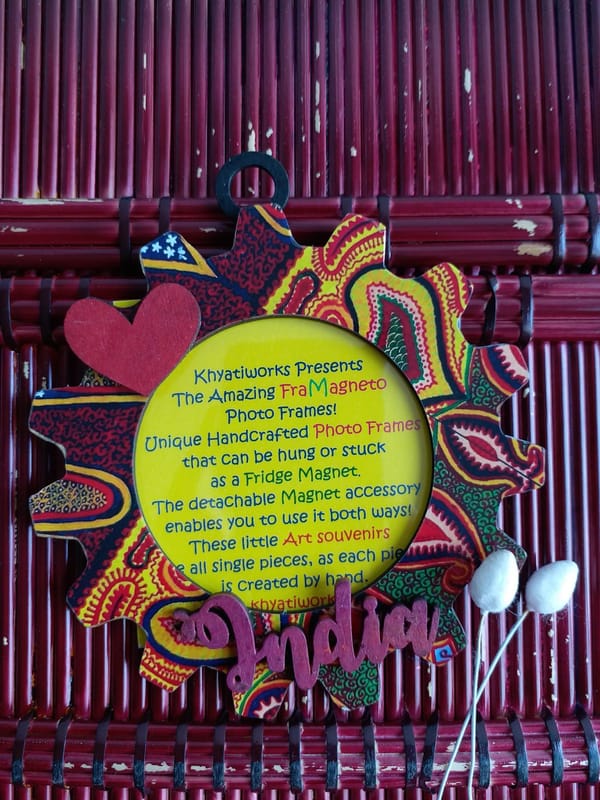 Khyatiworks Presents
The Amazing FraMagneto
Photo Frames!
Unique Handcrafted Photo Frames
that can be hung or stuck
as a Fridge Magnet.
The detachable Magnet accessory
enables you to use it both ways!
These little Art souvenirs
all single pieces, as each
is created by hand.
India